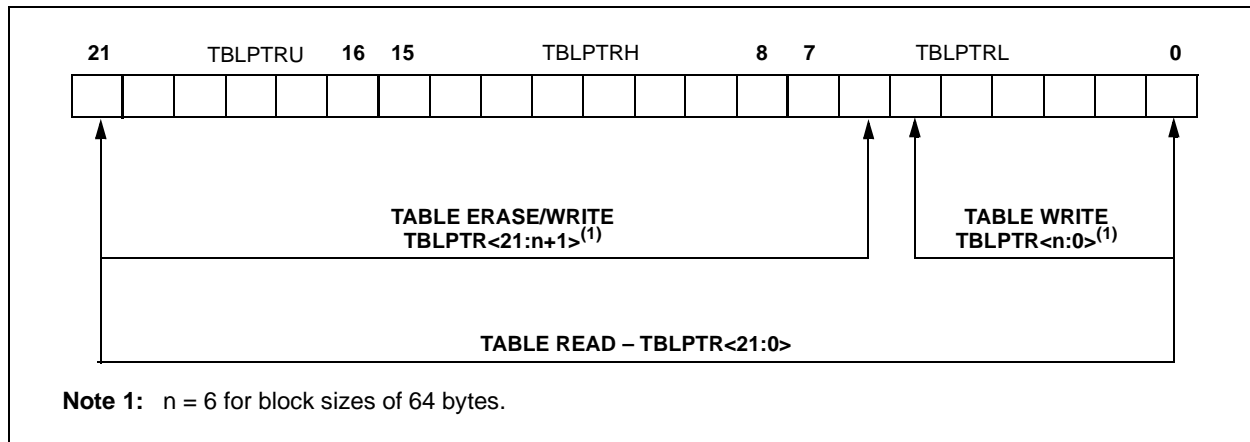 21 TBLPTRU 16 15 TBLPTRH 8 7 TBLPTRL 0
TABLE ERASE/WRITE TABLE WRITE
TBLPTR<21:n+1>(1) TBLPTR<n:0>(1)
TABLE READ – TBLPTR<21:0>
Note 1: n = 6 for block sizes of 64 bytes.